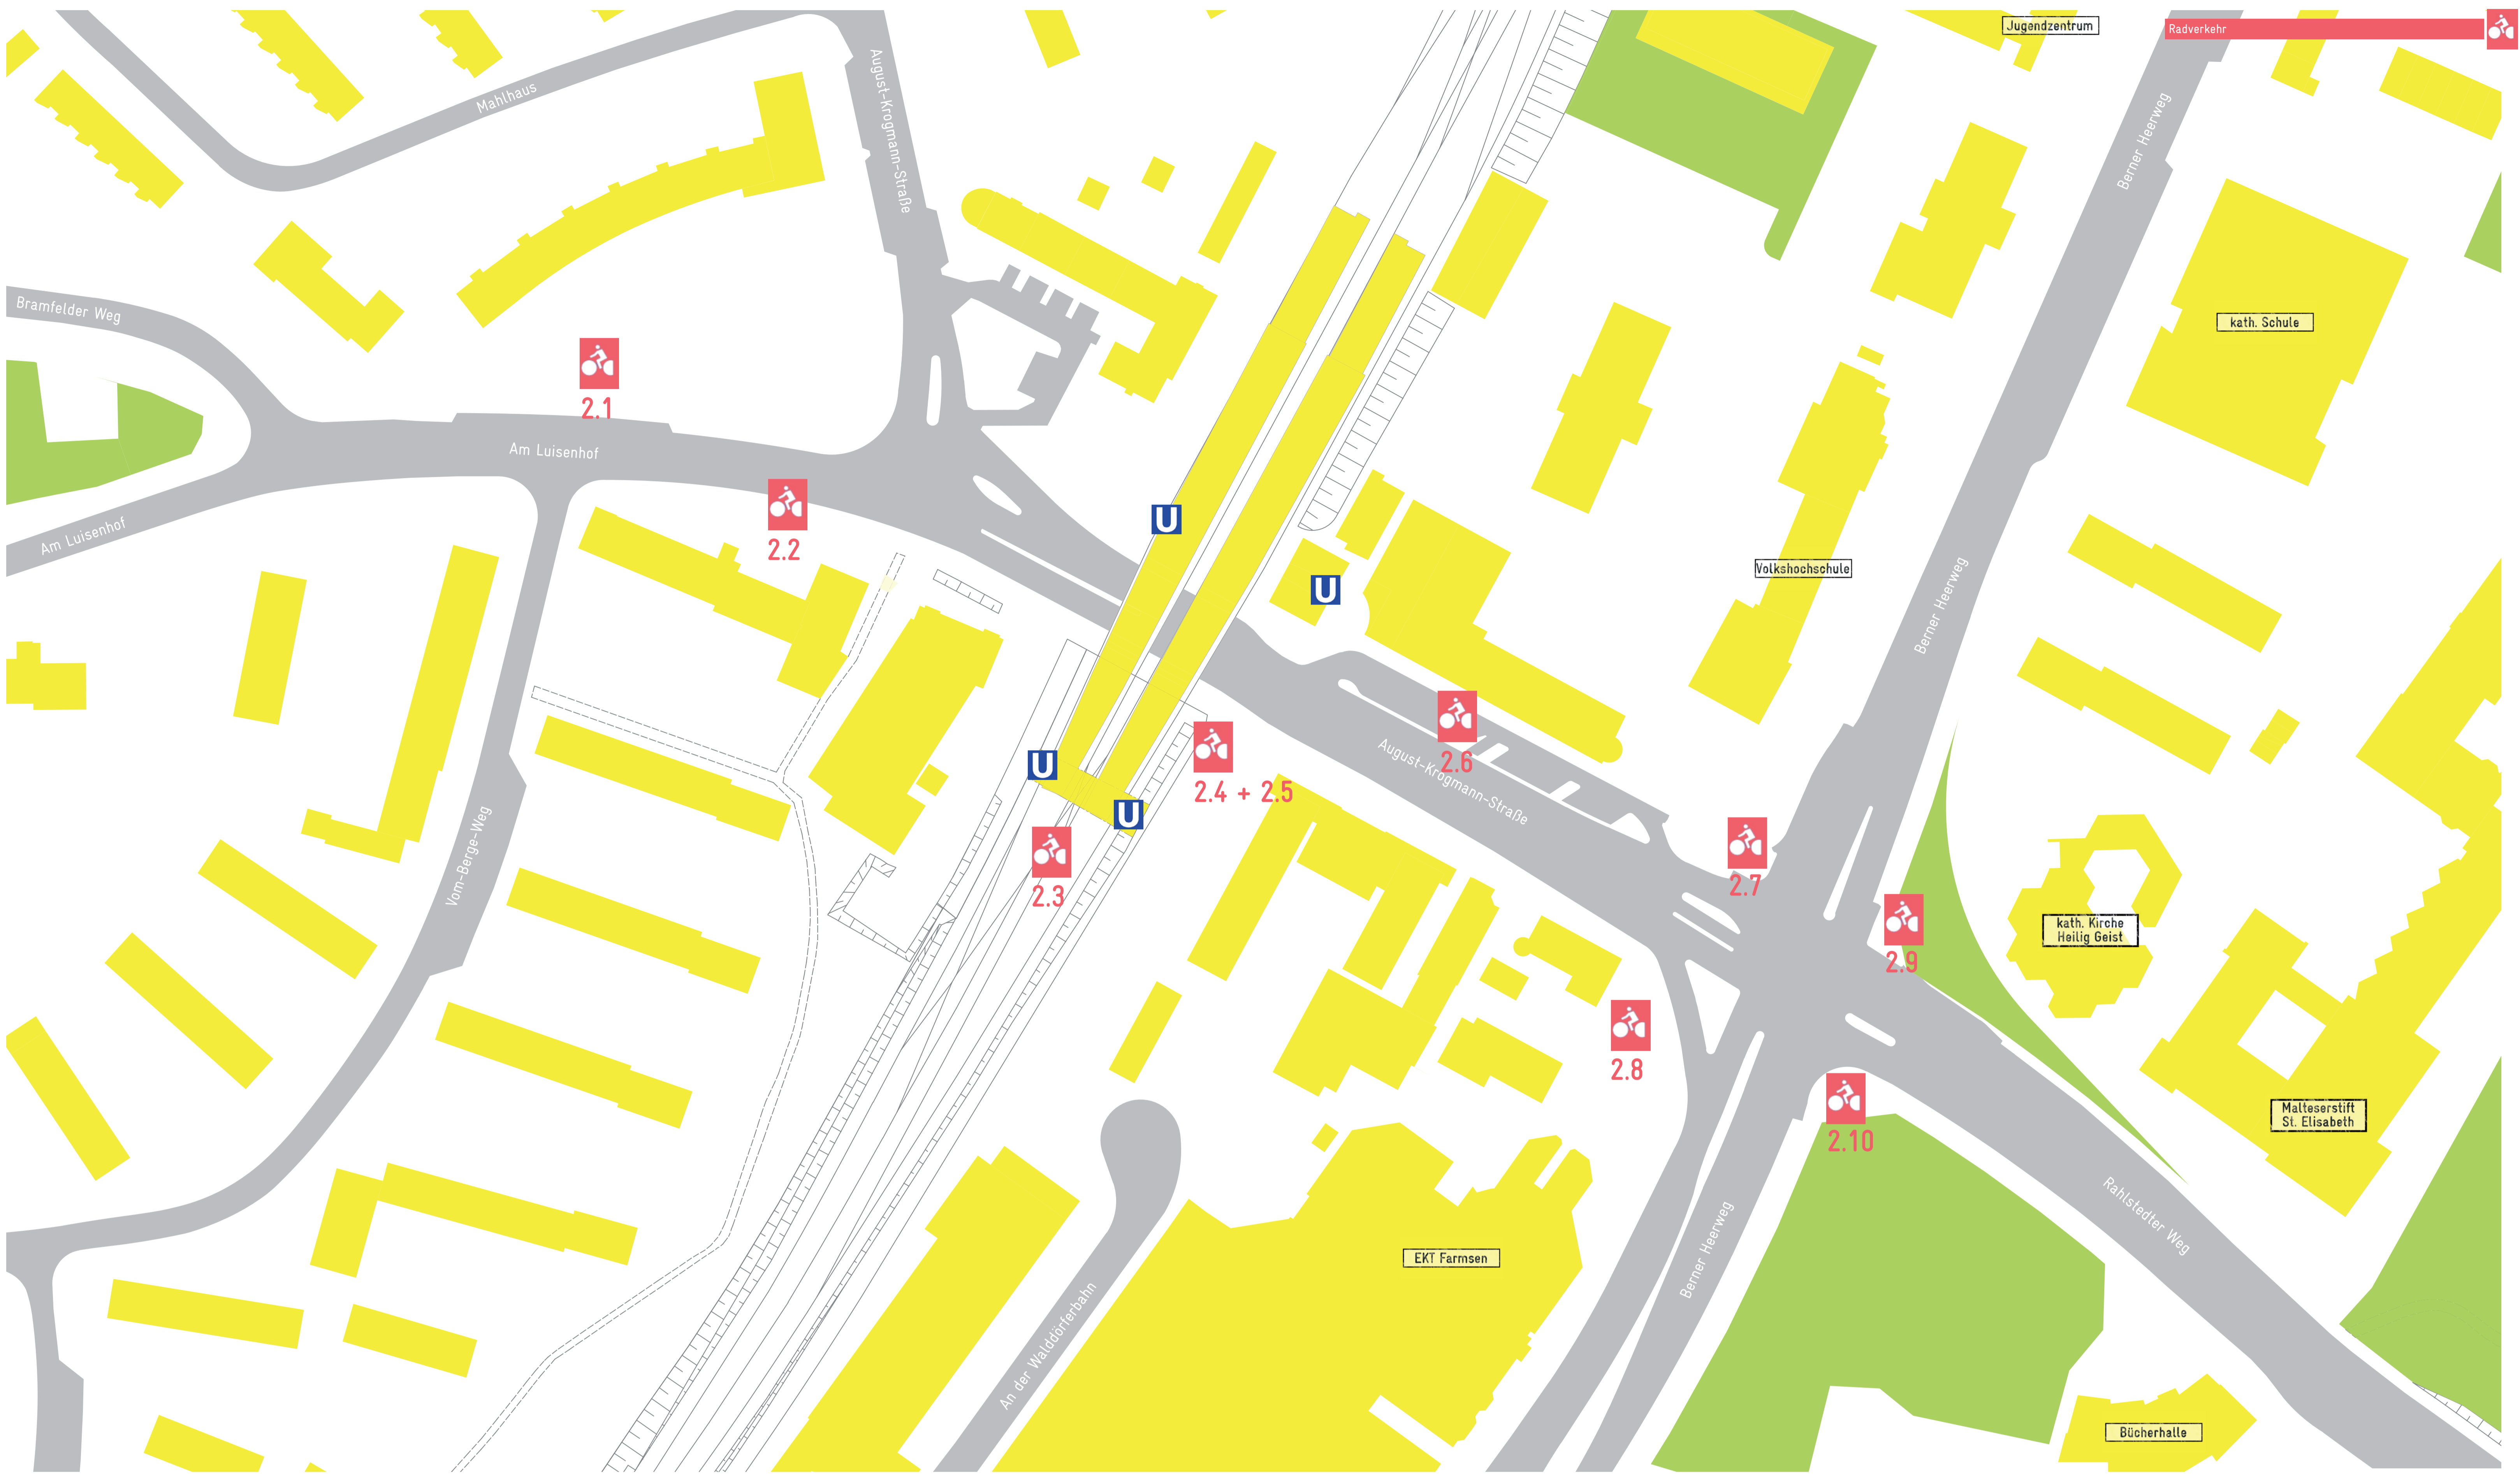 Jugendzentrum
Radverkehr
Mahlhaus
August-Krogmann-Straße
Berner Heerweg
Bramfelder Weg
kath. Schule
2.1
Am Luisenhof
U
Am Luisenhof
2.2
U
Volkshochschule
Berner Heerweg
2.6
August-Krogmann-Straße
U
2.4 + 2.5
U
Vom-Berge-Weg
2.3
2.7
2.9
kath. Kirche
Heilig Geist
2.8
2.10
Malteserstift
St. Elisabeth
Rahlstedter Weg
Berner Heerweg
EKT Farmsen
An der Walddörferbahn
Bücherhalle